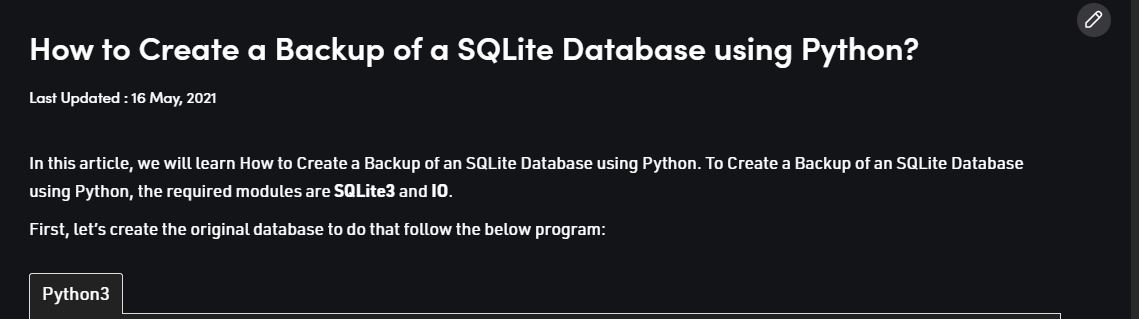 How to Create a Backup of a SQLite Database using Python?
Last Updated : 16 May, 2021
In this article, we will learn How to Create a Backup of an SQLite Database using Python. To Create a Backup of an SQLite Database
using Python, the required modules are SQLite3 and IO.
First, let’s create the original database to do that follow the below program:
Python3